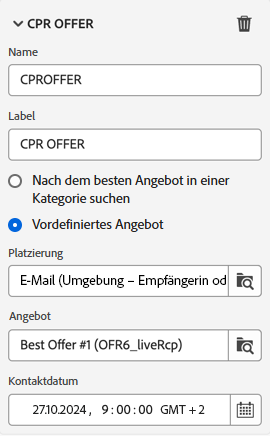 CPR OFFER
Name
CPROFFER
Label
CPR OFFER
Nach dem besten Angebot in einer
Kategorie suchen
Vordefiniertes Angebot
Platzierung
E-Mail (Umgebung – Empfängerin od
Angebot
Best Offer #1 (OFR6_liveRcp)
Kontaktdatum
27.10.2024 , 9 : 00 : 00 GMT + 2